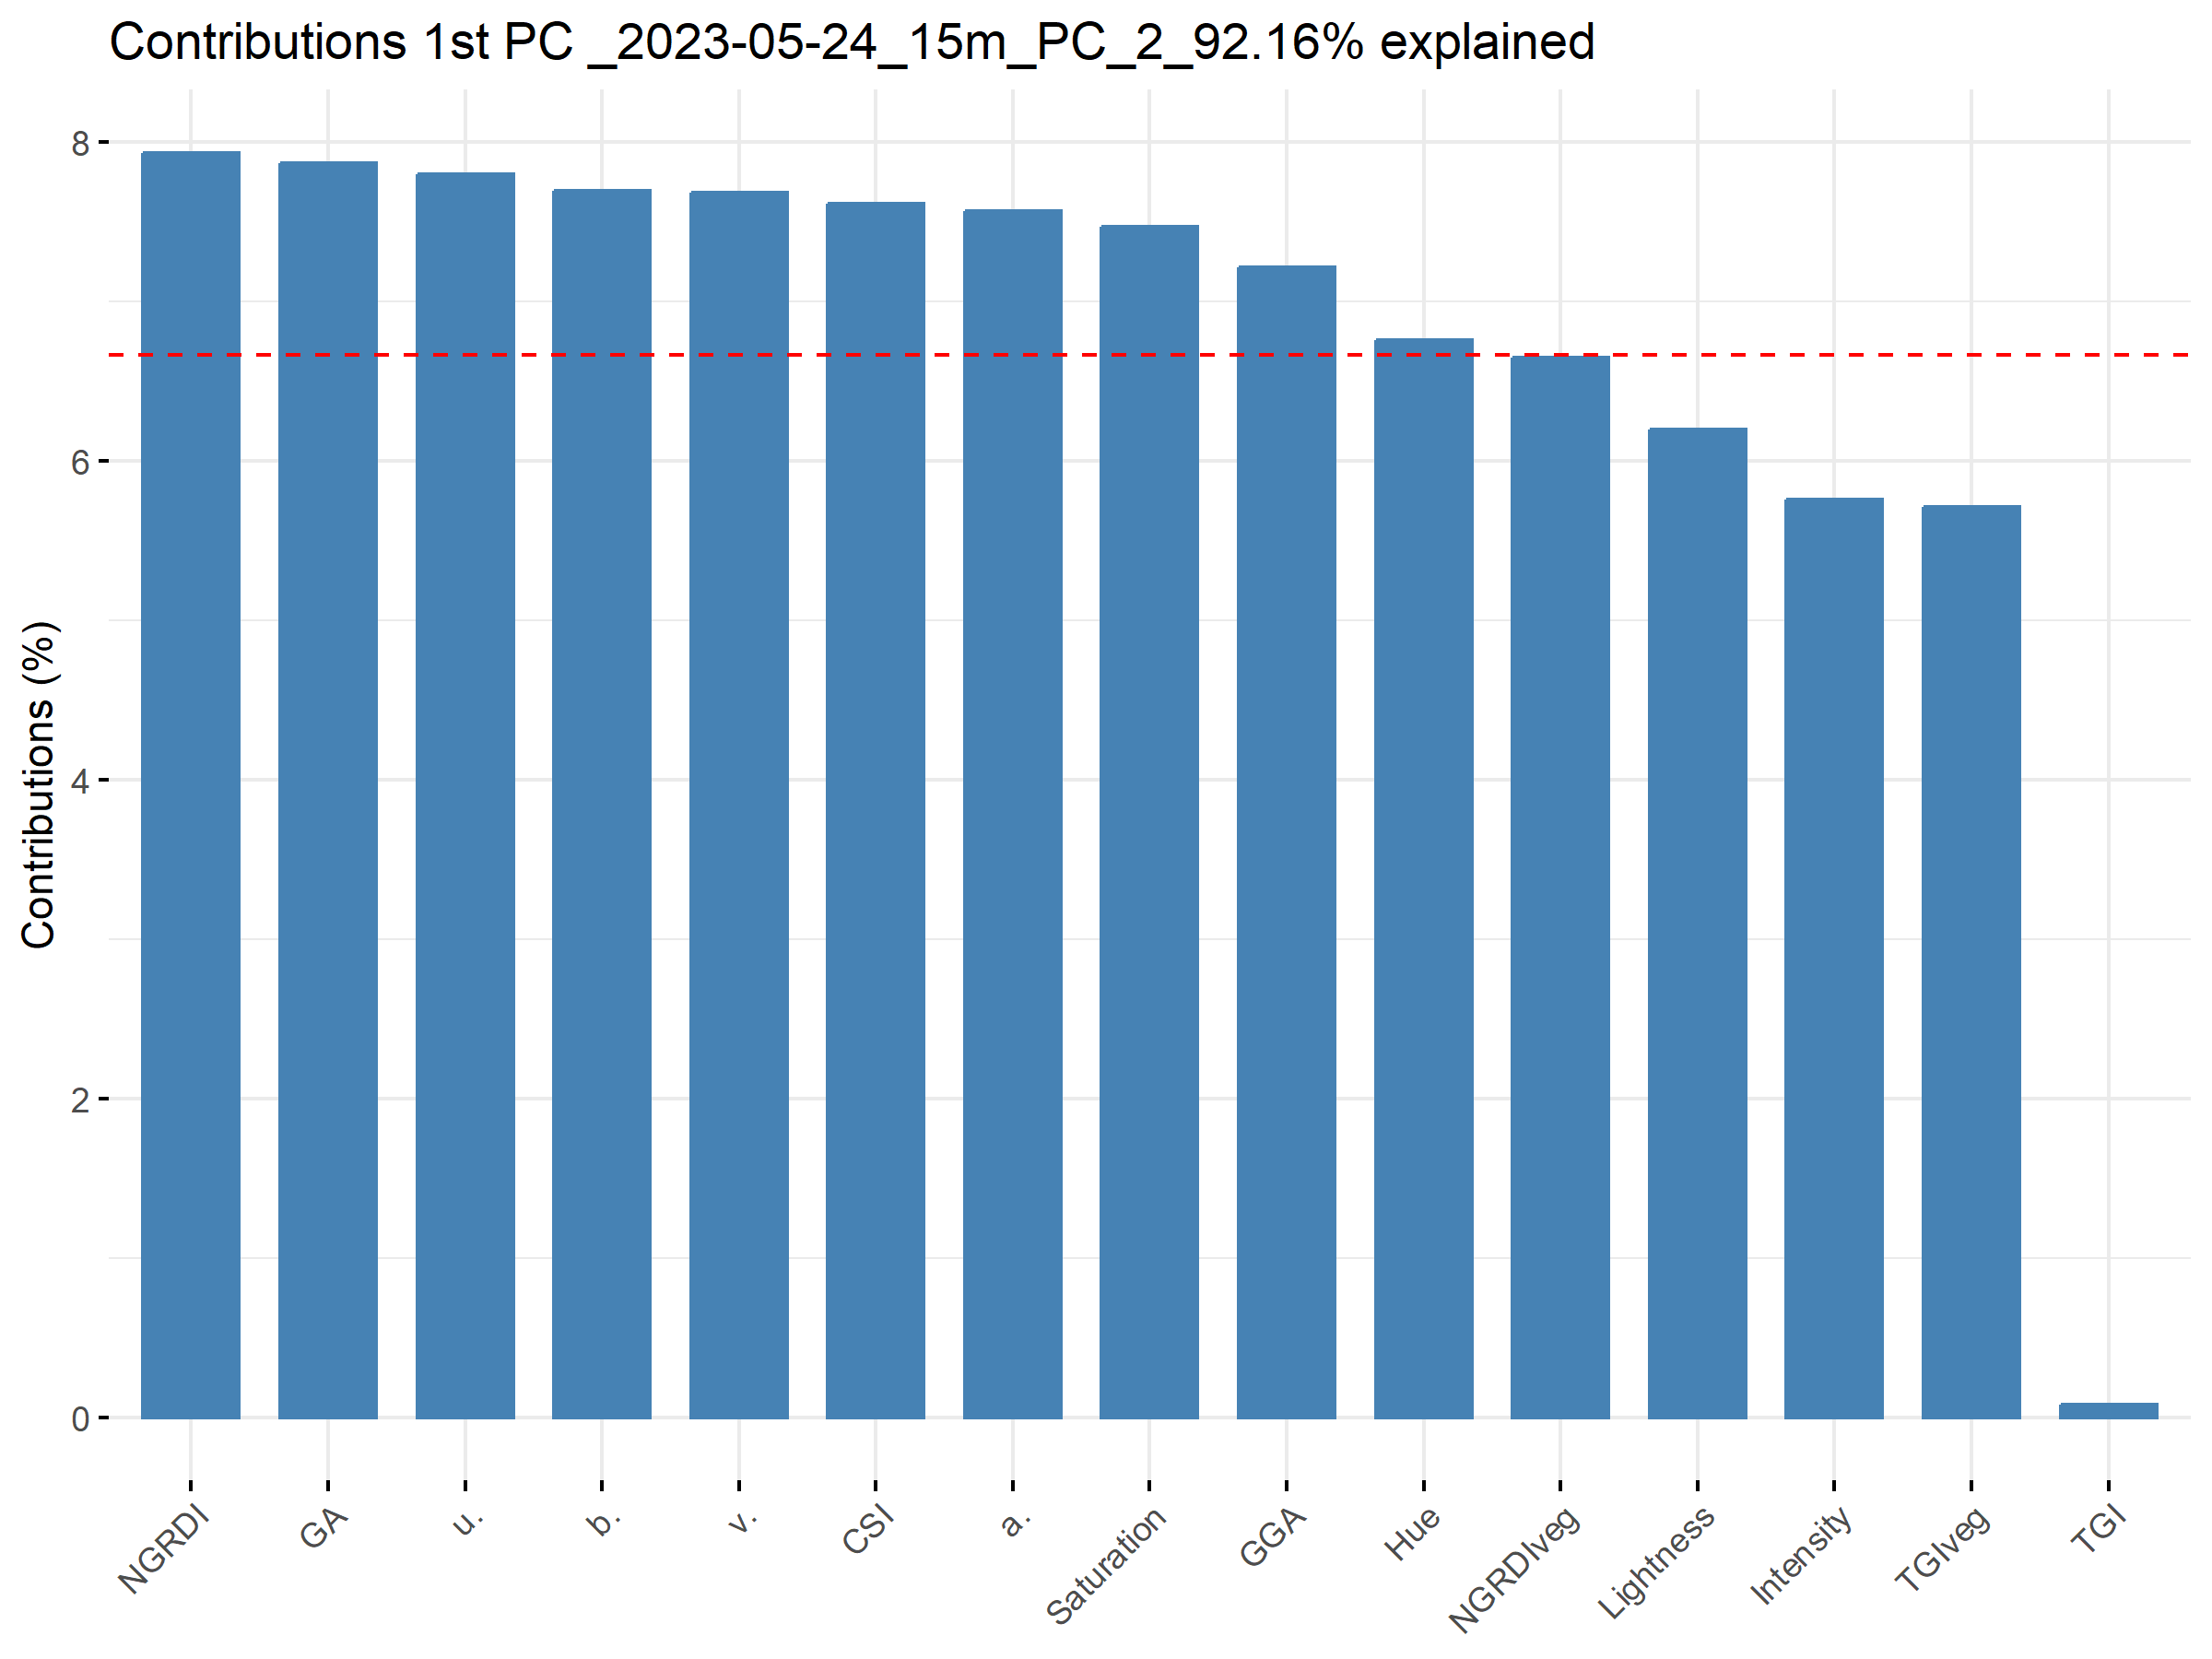 Contributions 1st PC _2023-05-24_15m_PC_2_92.16% explained
Contributions (%)
8
6
4
2
0
NGRDI
GA
u.
b.
v.
CSI
a.
Saturation
GGA
Hue
NGRDIveg
Lightness
Intensity
TGIveg
TGI